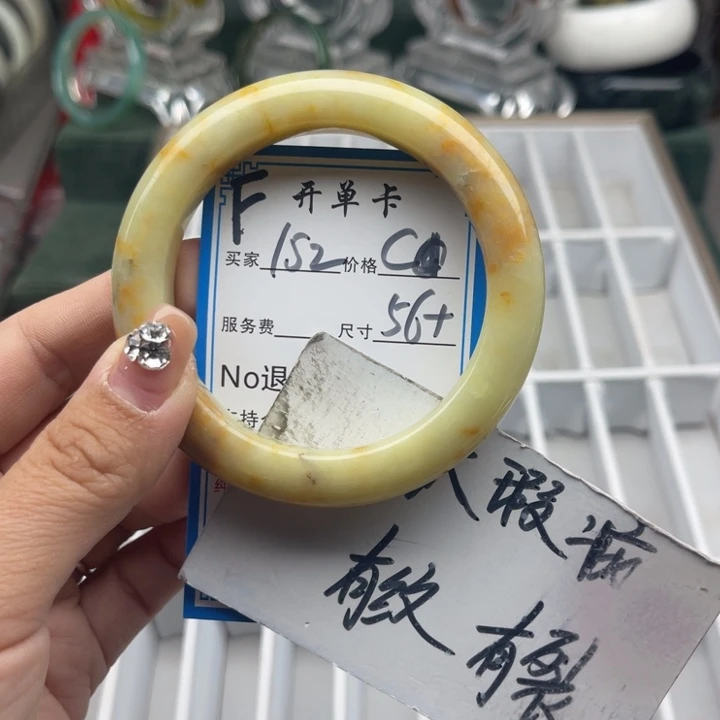 F
开单卡
买家 152 价格 C
服务费 尺寸 56+
No退
瑕疵
有纹
有裂